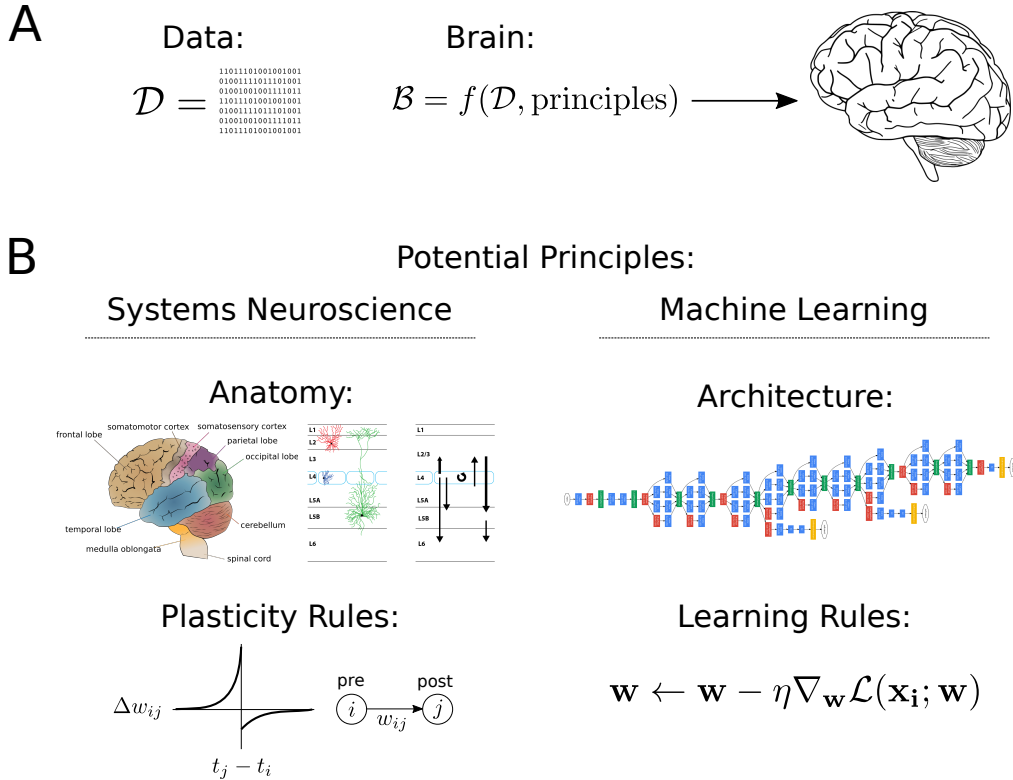 A
Data:
Brain:
𝒟 =
11011101001001001
01001111011101001
01001001001111011
11011101001001001
01001111011101001
01001001001111011
11011101001001001
ℬ = f(𝒟, principles)
B
Potential Principles:
Systems Neuroscience
Machine Learning
Anatomy:
Architecture:
frontal lobe
somatomotor cortex
somatosensory cortex
parietal lobe
occipital lobe
temporal lobe
cerebellum
medulla oblongata
spinal cord
L1
L2
L3
L4
L5A
L5B
L6
L1
L2/3
L4
L5A
L5B
L6
Plasticity Rules:
Learning Rules:
Δw_ij
t_j − t_i
pre
post
i
w_ij
j
𝐰 ← 𝐰 − η∇_𝐰ℒ(𝐱_𝐢; 𝐰)